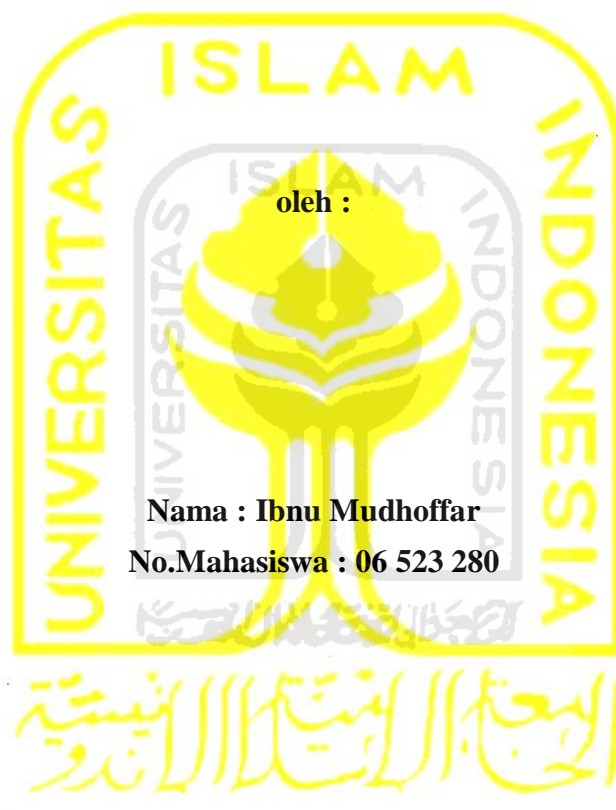 ISLAM
UNIVERSITAS
INDONESIA
ISLAM
UNIVERSITAS
INDONESIA
oleh :
Nama : Ibnu Mudhoffar
No.Mahasiswa : 06 523 280